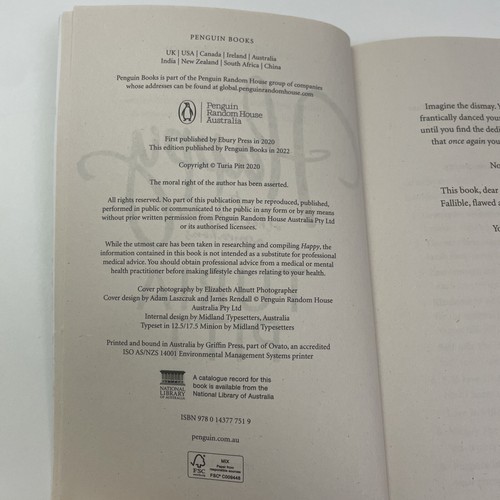 PENGUIN BOOKS
UK | USA | Canada | Ireland | Australia
India | New Zealand | South Africa | China
Penguin Books is part of the Penguin Random House group of companies
whose addresses can be found at global.penguinrandomhouse.com.
Penguin
Random House
Australia
First published by Ebury Press in 2020
This edition published by Penguin Books in 2022
Copyright © Turia Pitt 2020
The moral right of the author has been asserted.
All rights reserved. No part of this publication may be reproduced, published,
performed in public or communicated to the public in any form or by any means
without prior written permission from Penguin Random House Australia Pty Ltd
or its authorised licensees.
While the utmost care has been taken in researching and compiling Happy, the
information contained in this book is not intended as a substitute for professional
medical advice. You should obtain professional advice from a medical or mental
health practitioner before making lifestyle changes relating to your health.
Cover photography by Elizabeth Allnutt Photographer
Cover design by Adam Laszczuk and James Rendall © Penguin Random House
Australia Pty Ltd
Internal design by Midland Typesetters, Australia
Typeset in 12.5/17.5 Minion by Midland Typesetters
Printed and bound in Australia by Griffin Press, part of Ovato, an accredited
ISO AS/NZS 14001 Environmental Management Systems printer
NATIONAL
LIBRARY
OF AUSTRALIA
A catalogue record for this
book is available from the
National Library of Australia
ISBN 978 0 14377 751 9
penguin.com.au
FSC
MIX
Paper from
responsible sources
FSC® C009448
Imagine the dismay. Y
frantically danced your
until you find the dedi
that once again you
No
This book, dear
Fallible, flawed a
Yo